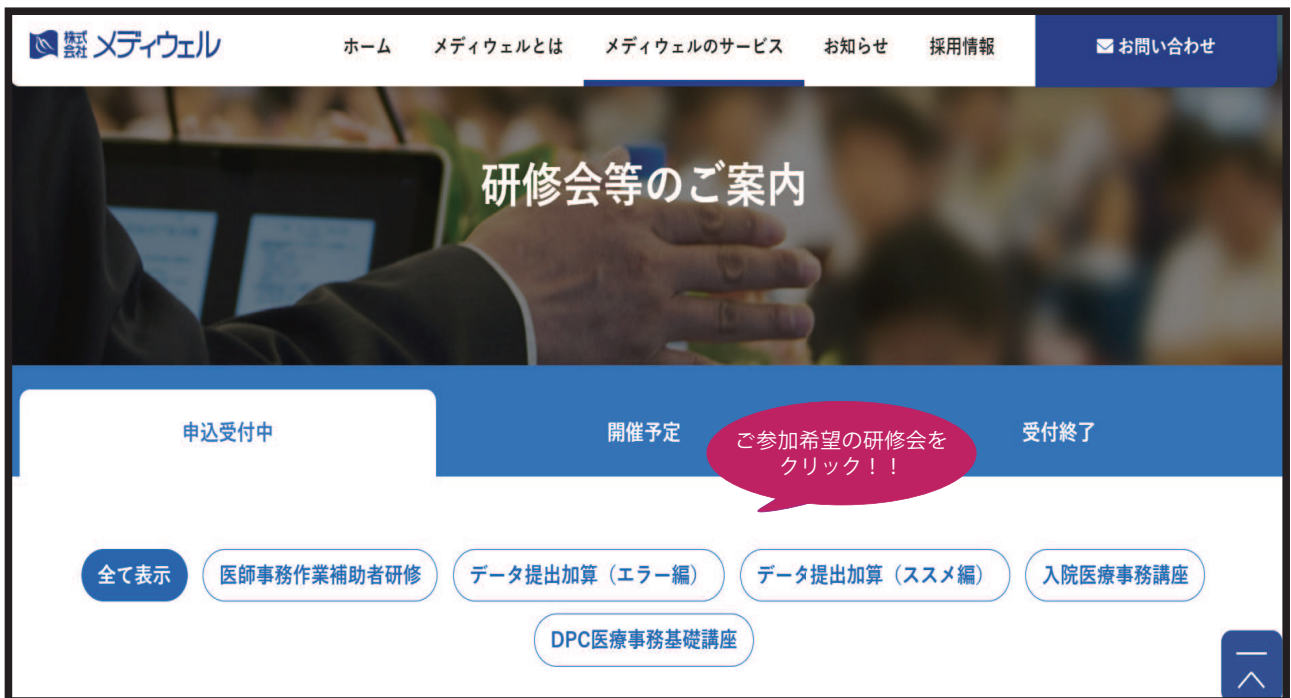 株式会社 メディウェル
ホーム
メディウェルとは
メディウェルのサービス
お知らせ
採用情報
お問い合わせ
研修会等のご案内
申込受付中
開催予定
受付終了
ご参加希望の研修会を
クリック！！
全て表示
医師事務作業補助者研修
データ提出加算（エラー編）
データ提出加算（ススメ編）
入院医療事務講座
DPC医療事務基礎講座